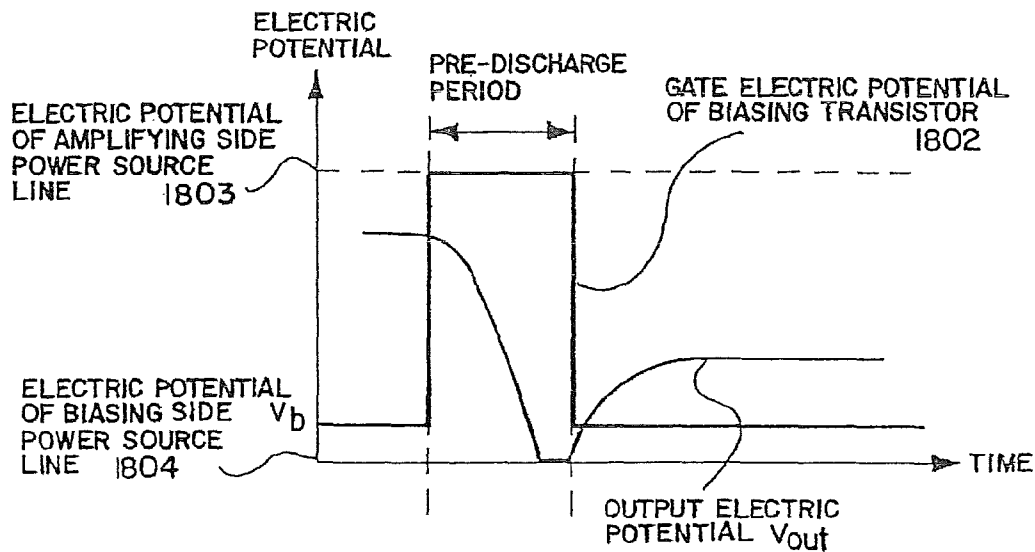 ELECTRIC
POTENTIAL
PRE-DISCHARGE
PERIOD
GATE ELECTRIC POTENTIAL
OF BIASING TRANSISTOR
1802
ELECTRIC POTENTIAL
OF AMPLIFYING SIDE
POWER SOURCE
LINE 1803
ELECTRIC POTENTIAL
OF BIASING SIDE Vb
POWER SOURCE
LINE 1804
TIME
OUTPUT ELECTRIC
POTENTIAL Vout